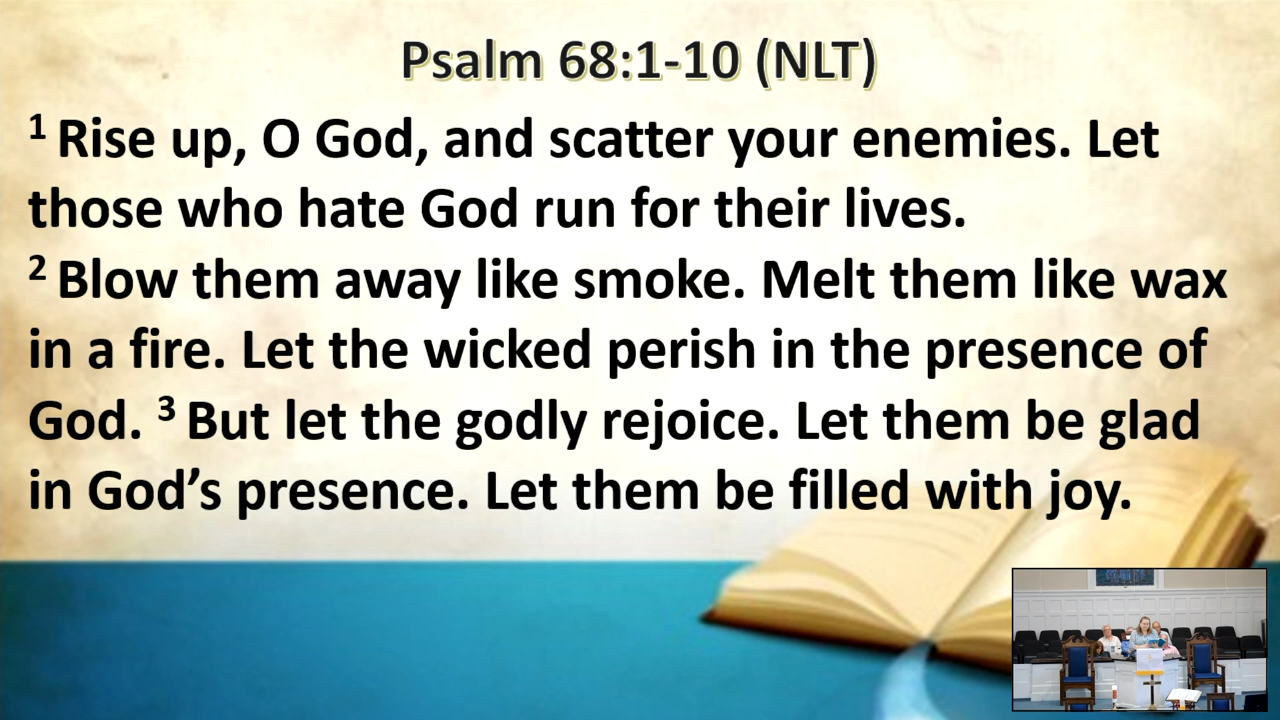 Psalm 68:1-10 (NLT)
1 Rise up, O God, and scatter your enemies. Let
those who hate God run for their lives.
2 Blow them away like smoke. Melt them like wax
in a fire. Let the wicked perish in the presence of
God. 3 But let the godly rejoice. Let them be glad
in God’s presence. Let them be filled with joy.